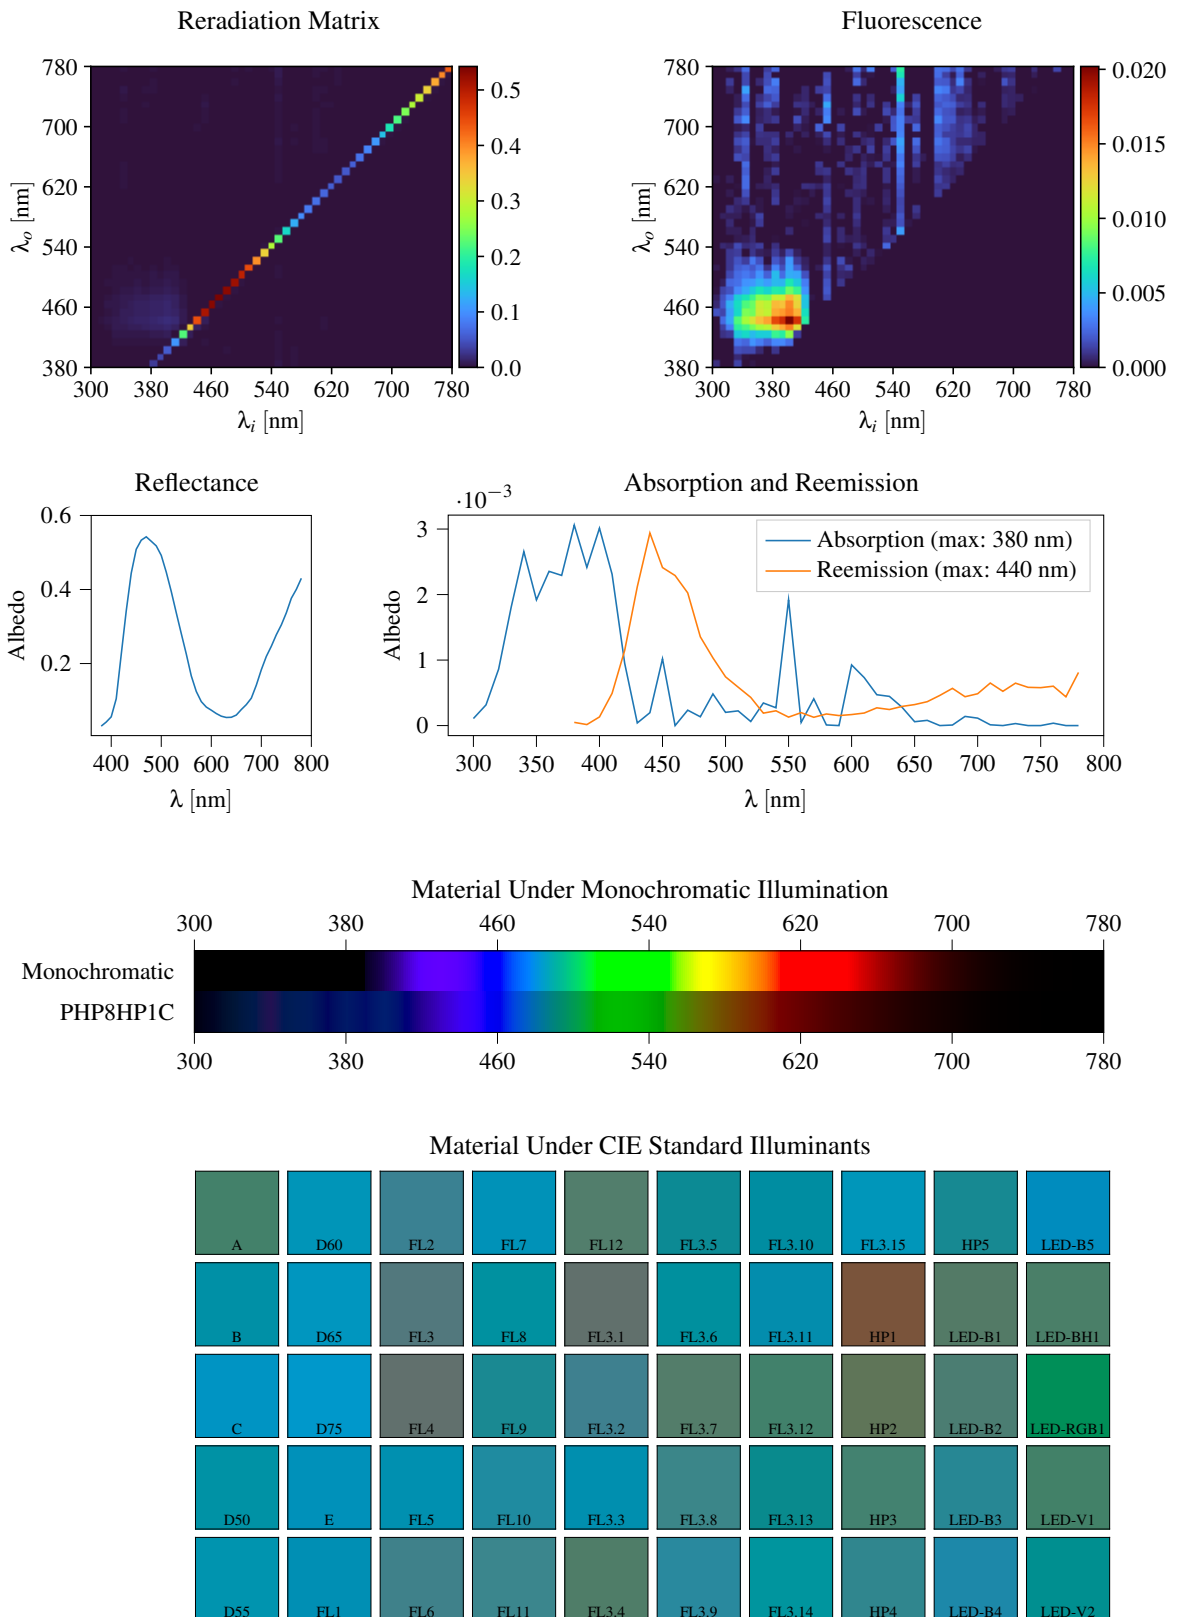 Reradiation Matrix
Fluorescence
780
700
620
540
460
380
λo [nm]
300 380 460 540 620 700 780
λi [nm]
0.5
0.4
0.3
0.2
0.1
0.0
780
700
620
540
460
380
λo [nm]
300 380 460 540 620 700 780
λi [nm]
0.020
0.015
0.010
0.005
0.000
Reflectance
0.6
0.4
0.2
Albedo
400 500 600 700 800
λ [nm]
Absorption and Reemission
·10−3
3
2
1
0
Albedo
Absorption (max: 380 nm)
Reemission (max: 440 nm)
300 350 400 450 500 550 600 650 700 750 800
λ [nm]
Material Under Monochromatic Illumination
300 380 460 540 620 700 780
Monochromatic
PHP8HP1C
300 380 460 540 620 700 780
Material Under CIE Standard Illuminants
A D60 FL2 FL7 FL12 FL3.5 FL3.10 FL3.15 HP5 LED-B5
B D65 FL3 FL8 FL3.1 FL3.6 FL3.11 HP1 LED-B1 LED-BH1
C D75 FL4 FL9 FL3.2 FL3.7 FL3.12 HP2 LED-B2 LED-RGB1
D50 E FL5 FL10 FL3.3 FL3.8 FL3.13 HP3 LED-B3 LED-V1
D55 FL1 FL6 FL11 FL3.4 FL3.9 FL3.14 HP4 LED-B4 LED-V2